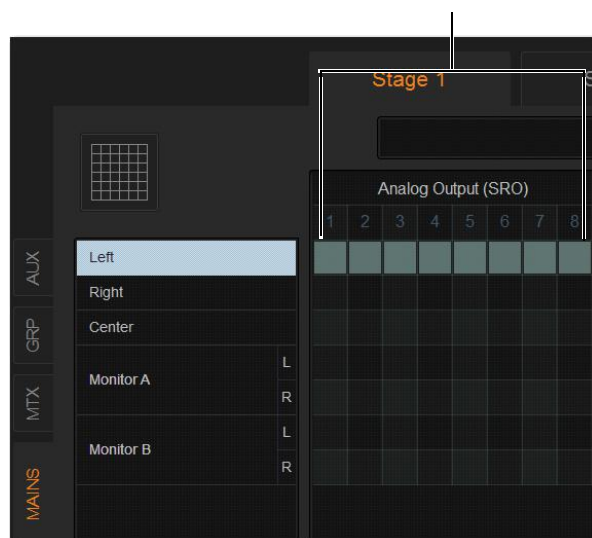 Stage 1
S
Analog Output (SRO)
1 2 3 4 5 6 7 8
AUX
GRP
MTX
MAINS
Left
Right
Center
Monitor A
L
R
Monitor B
L
R